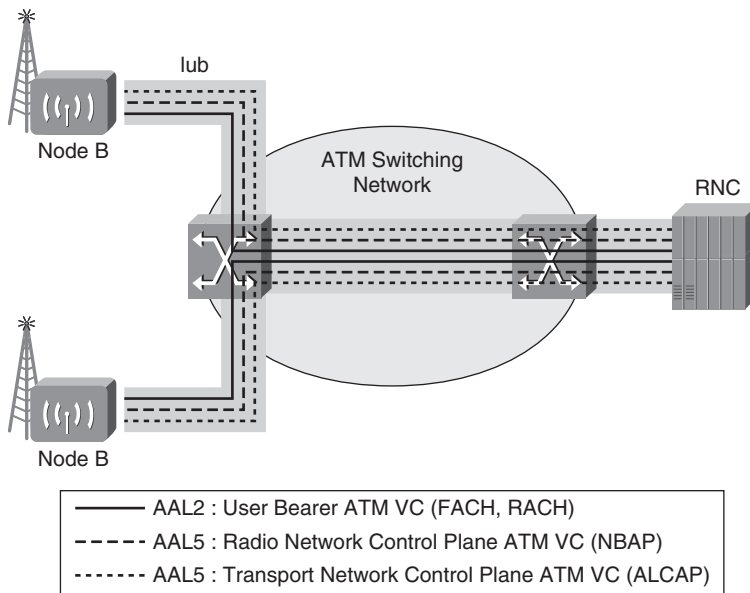 Iub
Node B
ATM Switching
Network
RNC
Node B
AAL2 : User Bearer ATM VC (FACH, RACH)
AAL5 : Radio Network Control Plane ATM VC (NBAP)
AAL5 : Transport Network Control Plane ATM VC (ALCAP)